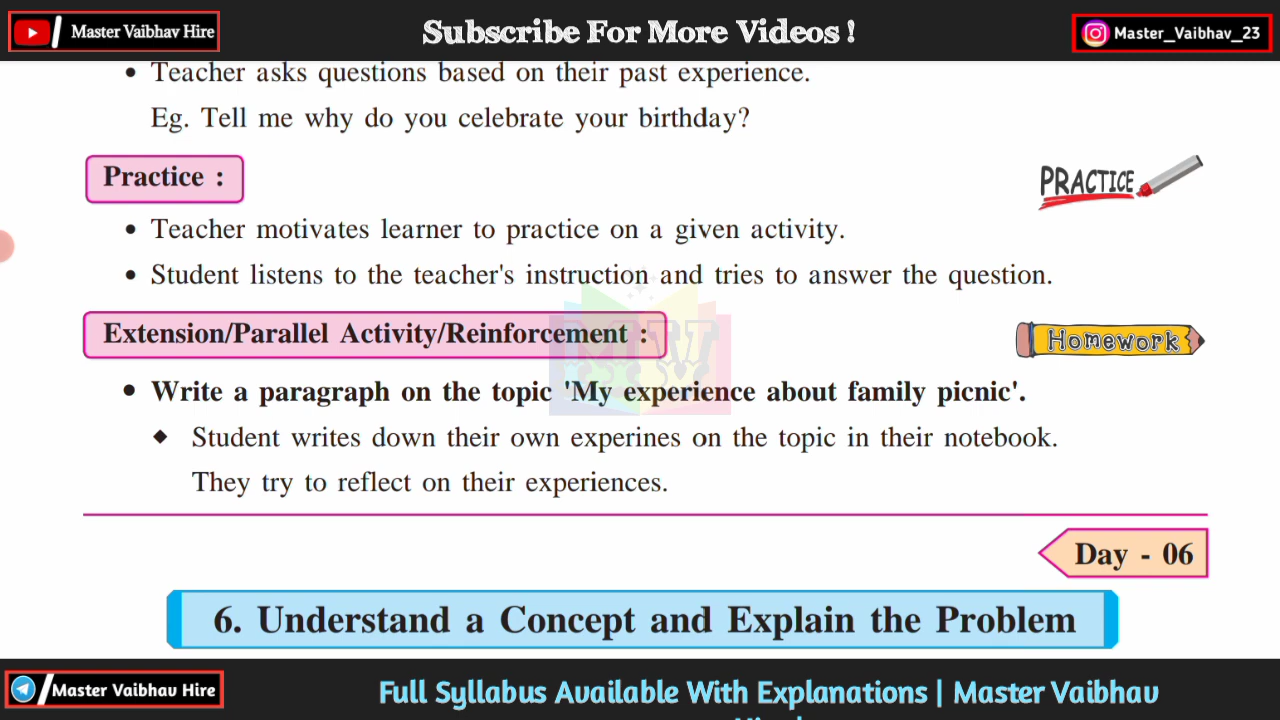 Master Vaibhav Hire
Subscribe For More Videos !
Master_Vaibhav_23
• Teacher asks questions based on their past experience.
Eg. Tell me why do you celebrate your birthday?
Practice :
PRACTICE
• Teacher motivates learner to practice on a given activity.
• Student listens to the teacher's instruction and tries to answer the question.
Extension/Parallel Activity/Reinforcement :
Homework
• Write a paragraph on the topic 'My experience about family picnic'.
◆ Student writes down their own experines on the topic in their notebook.
They try to reflect on their experiences.
Day - 06
6. Understand a Concept and Explain the Problem
Master Vaibhav Hire
Full Syllabus Available With Explanations | Master Vaibhav